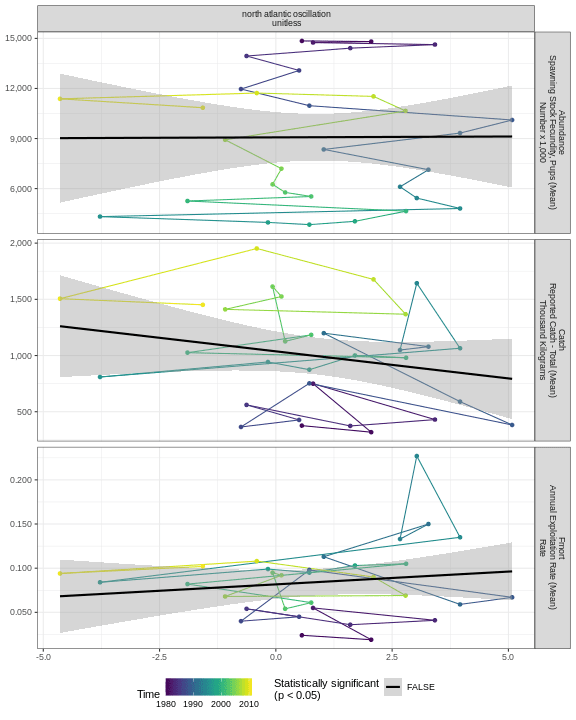 north atlantic oscillation
unitless
15,000
12,000
9,000
6,000
Abundance
Spawning Stock Fecundity, Pups (Mean)
Number x 1,000
2,000
1,500
1,000
500
Catch
Reported Catch - Total (Mean)
Thousand Kilograms
0.200
0.150
0.100
0.050
Fmort
Annual Exploitation Rate (Mean)
Rate
-5.0
-2.5
0.0
2.5
5.0
Time
1980
1990
2000
2010
Statistically significant
(p < 0.05)
FALSE